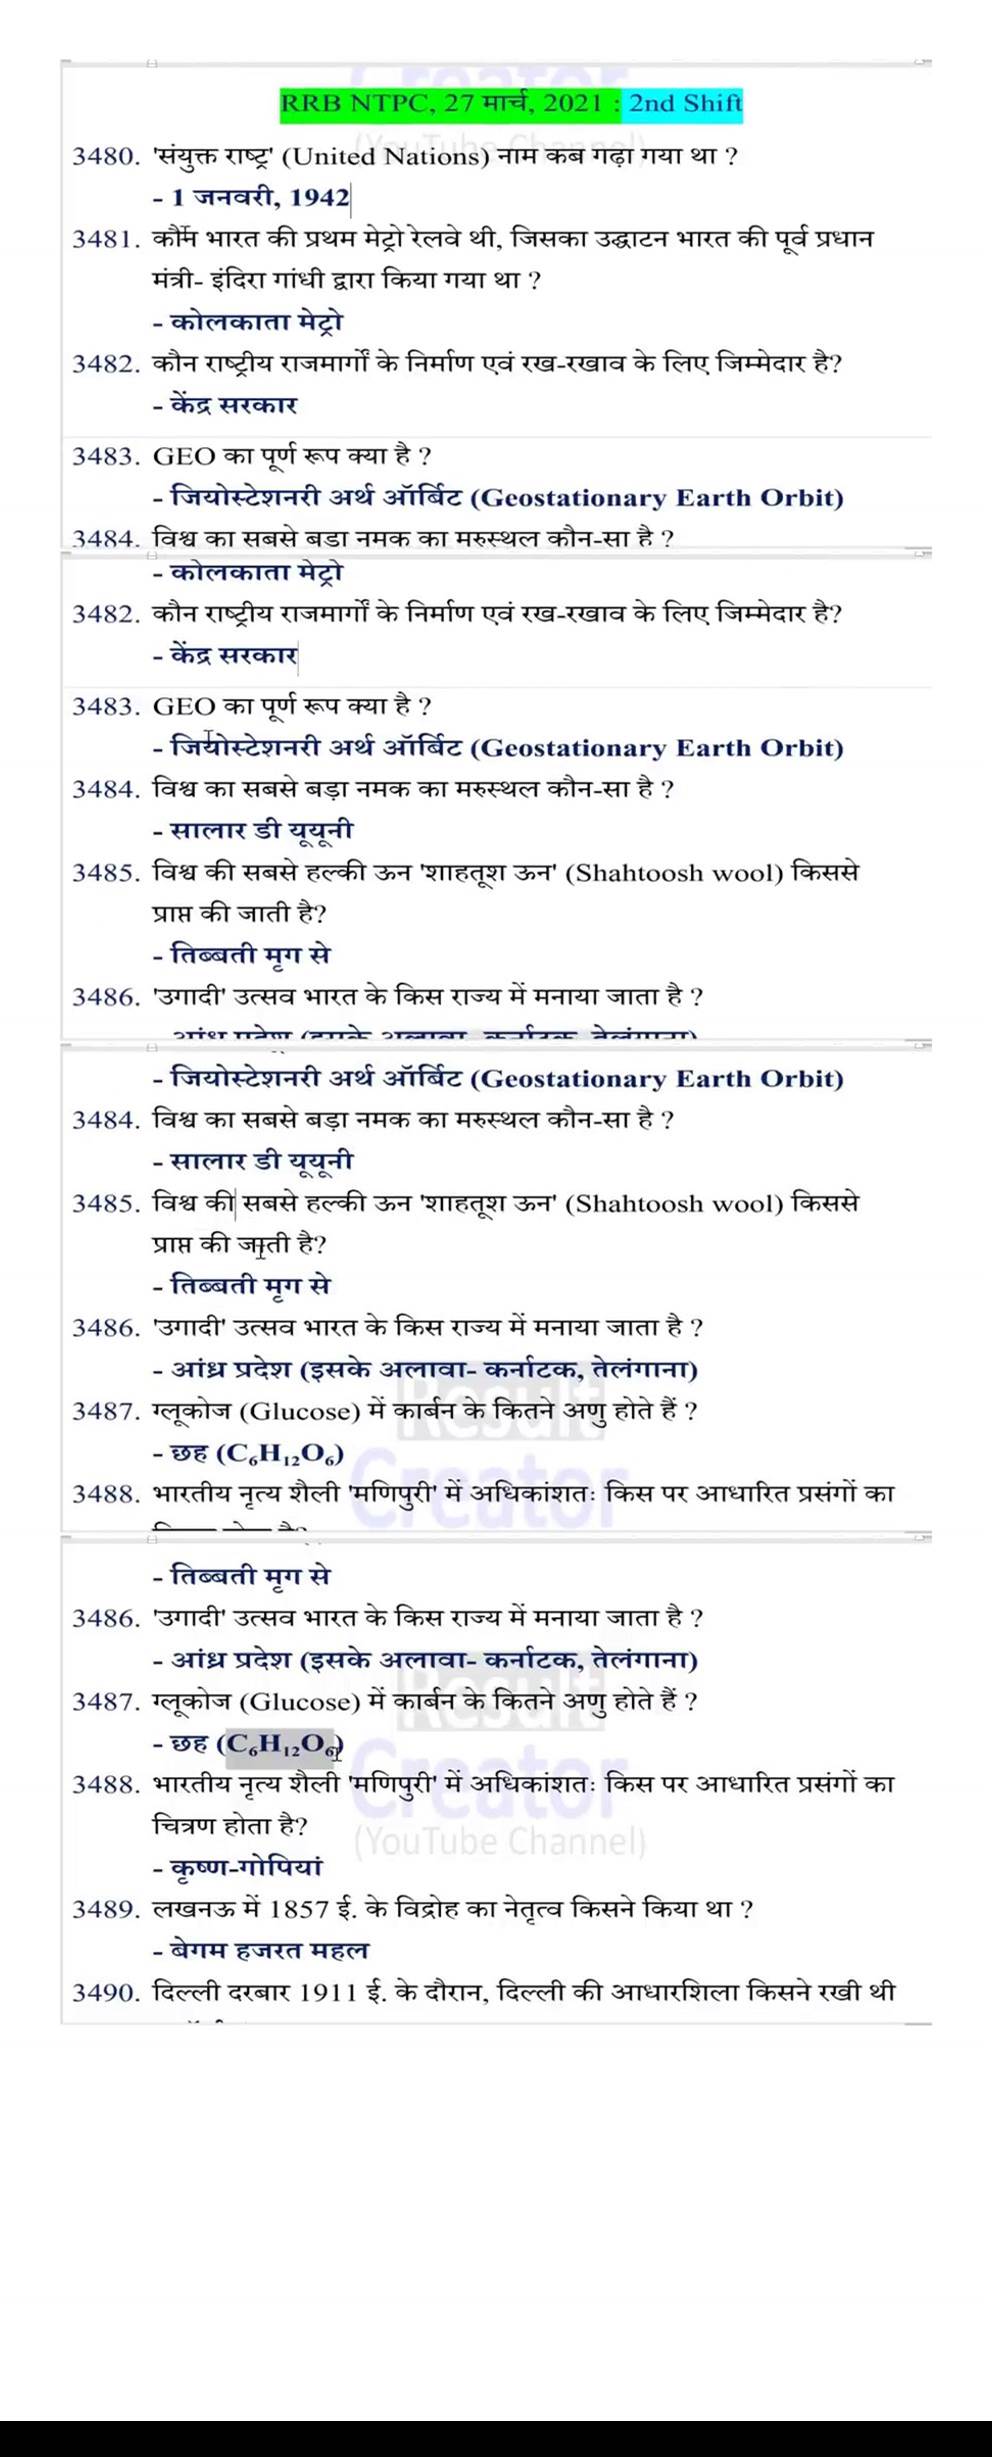 RRB NTPC, 27 मार्च, 2021 : 2nd Shift
(YouTube Channel)
3480. 'संयुक्त राष्ट्र' (United Nations) नाम कब गढ़ा गया था ?
- 1 जनवरी, 1942
3481. कौन भारत की प्रथम मेट्रो रेलवे थी, जिसका उद्घाटन भारत की पूर्व प्रधान
मंत्री- इंदिरा गांधी द्वारा किया गया था ?
- कोलकाता मेट्रो
3482. कौन राष्ट्रीय राजमार्गों के निर्माण एवं रख-रखाव के लिए जिम्मेदार है?
- केंद्र सरकार
3483. GEO का पूर्ण रूप क्या है ?
- जियोस्टेशनरी अर्थ ऑर्बिट (Geostationary Earth Orbit)
3484. विश्व का सबसे बडा नमक का मरुस्थल कौन-सा है ?
- कोलकाता मेट्रो
3482. कौन राष्ट्रीय राजमार्गों के निर्माण एवं रख-रखाव के लिए जिम्मेदार है?
- केंद्र सरकार
3483. GEO का पूर्ण रूप क्या है ?
- जियोस्टेशनरी अर्थ ऑर्बिट (Geostationary Earth Orbit)
3484. विश्व का सबसे बड़ा नमक का मरुस्थल कौन-सा है ?
- सालार डी यूयूनी
3485. विश्व की सबसे हल्की ऊन 'शाहतूश ऊन' (Shahtoosh wool) किससे
प्राप्त की जाती है?
- तिब्बती मृग से
3486. 'उगादी' उत्सव भारत के किस राज्य में मनाया जाता है ?
- जियोस्टेशनरी अर्थ ऑर्बिट (Geostationary Earth Orbit)
3484. विश्व का सबसे बड़ा नमक का मरुस्थल कौन-सा है ?
- सालार डी यूयूनी
3485. विश्व की सबसे हल्की ऊन 'शाहतूश ऊन' (Shahtoosh wool) किससे
प्राप्त की जाती है?
- तिब्बती मृग से
3486. 'उगादी' उत्सव भारत के किस राज्य में मनाया जाता है ?
- आंध्र प्रदेश (इसके अलावा- कर्नाटक, तेलंगाना)
Result
3487. ग्लूकोज (Glucose) में कार्बन के कितने अणु होते हैं ?
- छह (C₆H₁₂O₆)
Creator
3488. भारतीय नृत्य शैली 'मणिपुरी' में अधिकांशतः किस पर आधारित प्रसंगों का
- तिब्बती मृग से
3486. 'उगादी' उत्सव भारत के किस राज्य में मनाया जाता है ?
- आंध्र प्रदेश (इसके अलावा- कर्नाटक, तेलंगाना)
Result
3487. ग्लूकोज (Glucose) में कार्बन के कितने अणु होते हैं ?
- छह (C₆H₁₂O₆)
Creator
3488. भारतीय नृत्य शैली 'मणिपुरी' में अधिकांशतः किस पर आधारित प्रसंगों का
चित्रण होता है?
(YouTube Channel)
- कृष्ण-गोपियां
3489. लखनऊ में 1857 ई. के विद्रोह का नेतृत्व किसने किया था ?
- बेगम हजरत महल
3490. दिल्ली दरबार 1911 ई. के दौरान, दिल्ली की आधारशिला किसने रखी थी